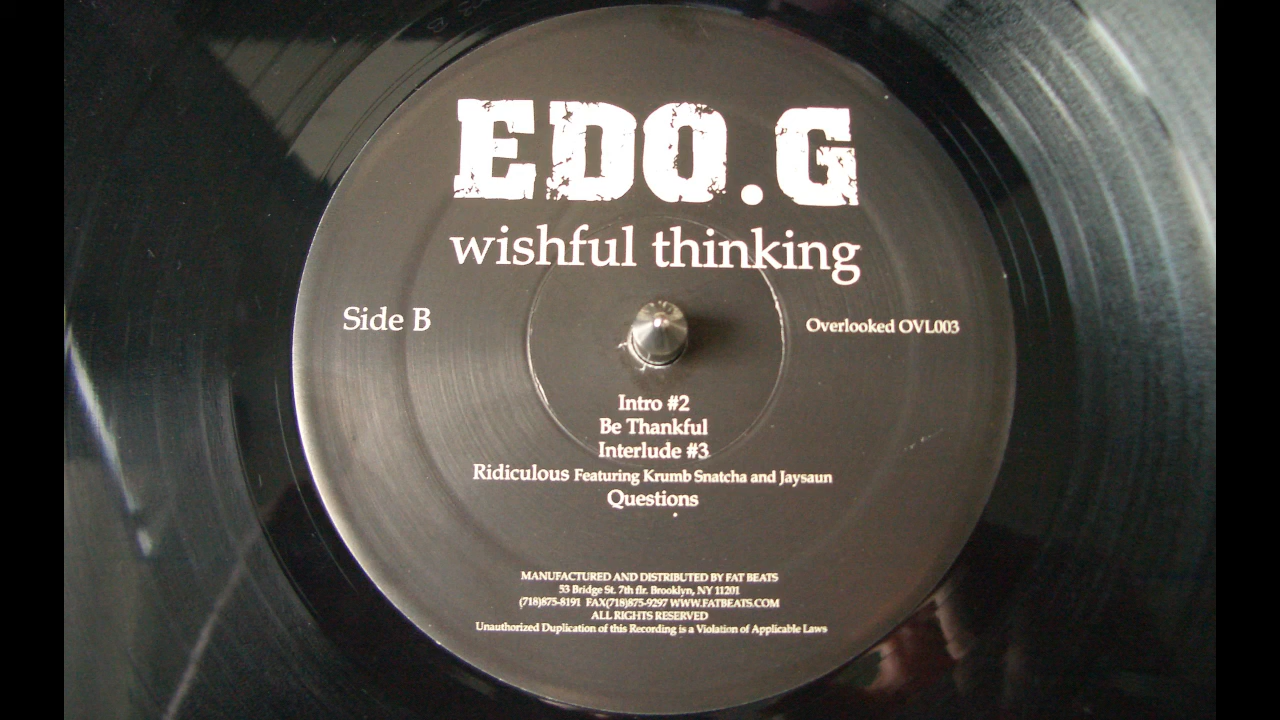 EDO.G
wishful thinking
Side B
Overlooked OVL003
Intro #2
Be Thankful
Interlude #3
Ridiculous Featuring Krumb Snatcha and Jaysaun
Questions
MANUFACTURED AND DISTRIBUTED BY FAT BEATS
53 Bridge St. 7th flr. Brooklyn, NY 11201
(718)875-8191 FAX(718)875-9297 WWW.FATBEATS.COM
ALL RIGHTS RESERVED
Unauthorized Duplication of this Recording is a Violation of Applicable Laws